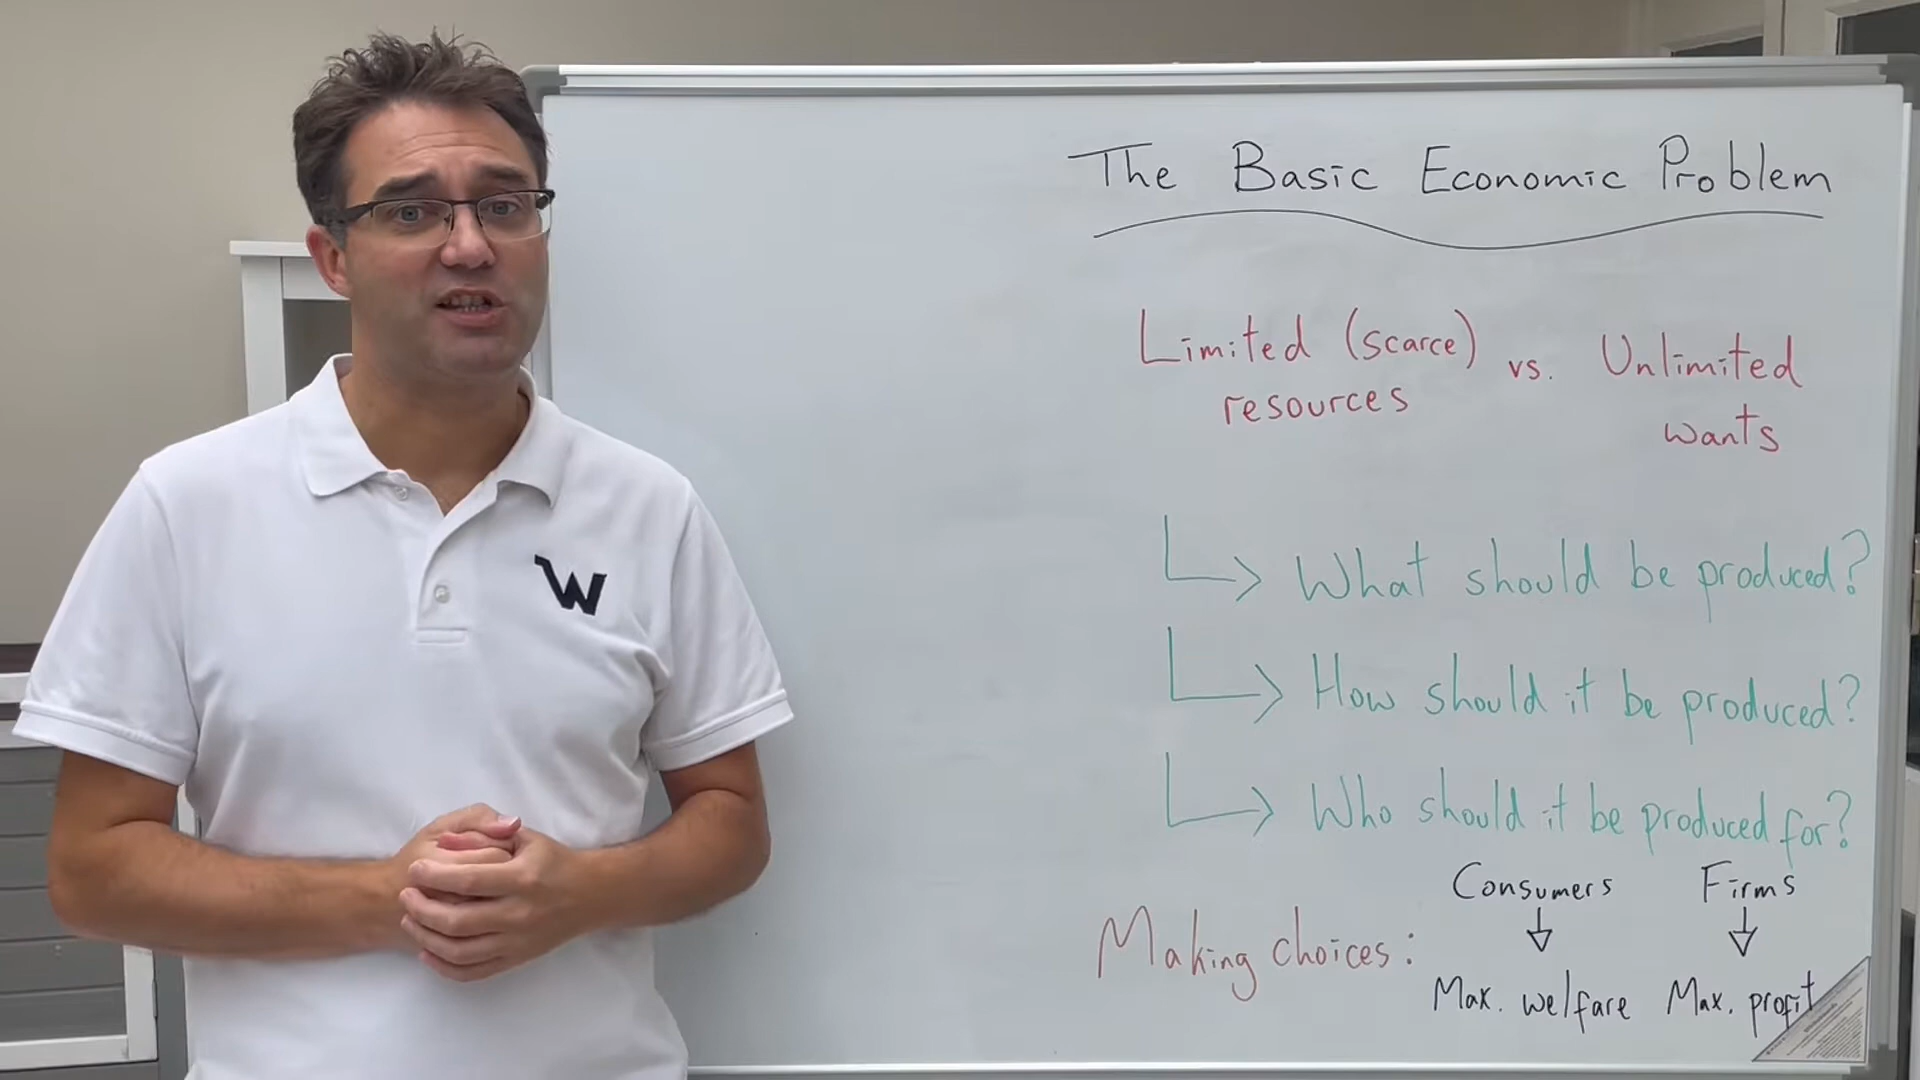 The Basic Economic Problem
Limited (scarce) vs. Unlimited
resources wants
What should be produced?
How should it be produced?
Who should it be produced for?
Consumers Firms
Making choices:
Max. welfare Max. profit
W